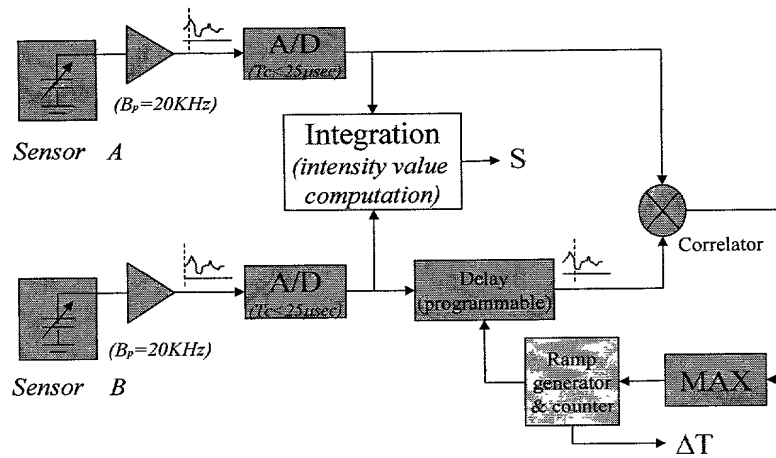 A/D
(Tc<25µsec)
(Bp=20KHz)
Sensor A
Integration
(intensity value
computation)
S
Correlator
A/D
(Tc<25µsec)
Delay
(programmable)
(Bp=20KHz)
Sensor B
Ramp
generator
& counter
MAX
ΔT